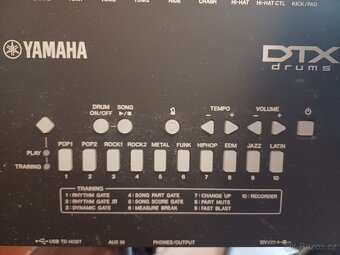 RIDE CRASH HI-HAT HI-HAT CTL KICK/PAD
YAMAHA
DTX
drums
DRUM
ON/OFF
SONG
TEMPO
VOLUME
− +
− +
POP1 POP2 ROCK1 ROCK2 METAL FUNK HIPHOP EDM JAZZ LATIN
PLAY
TRAINING
1 2 3 4 5 6 7 8 9 10
TRAINING
1 : RHYTHM GATE 4 : SONG PART GATE 7 : CHANGE UP 10 : RECORDER
2 : RHYTHM GATE 5 : SONG SCORE GATE 8 : PART MUTE
3 : DYNAMIC GATE 6 : MEASURE BREAK 9 : FAST BLAST
USB TO HOST AUX IN PHONES/OUTPUT 12V